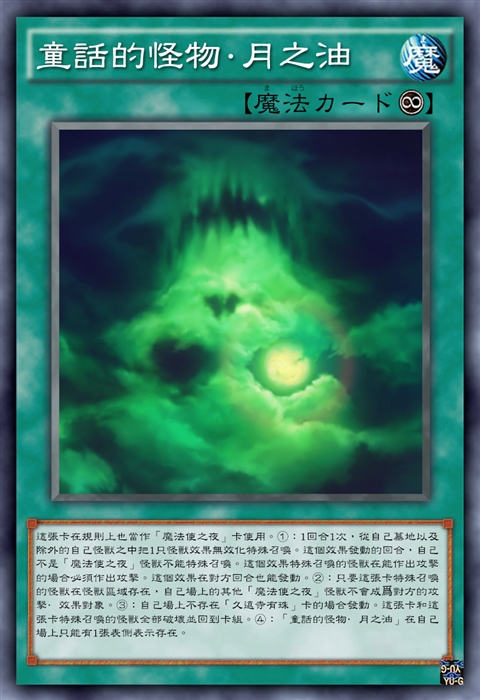 童話的怪物·月之油
魔
ま ほう
【魔法カード】
這張卡在規則上也當作「魔法使之夜」卡使用。①：1回合1次，從自己墓地以及
除外的自己怪獸之中把1只怪獸效果無效化特殊召喚。這個效果發動的回合，自己
不是「魔法使之夜」怪獸不能特殊召喚。這個效果特殊召喚的怪獸在能作出攻擊
的場合必須作出攻擊。這個效果在對方回合也能發動。②：只要這張卡特殊召喚
的怪獸在怪獸區域存在，自己場上的其他「魔法使之夜」怪獸不會成爲對方的攻
擊·效果對象。③：自己場上不存在「久遠寺有珠」卡的場合發動。這張卡和這
張卡特殊召喚的怪獸全部破壞並回到卡組。④：「童話的怪物·月之油」在自己
場上只能有1張表側表示存在。
YU-G
YU-G